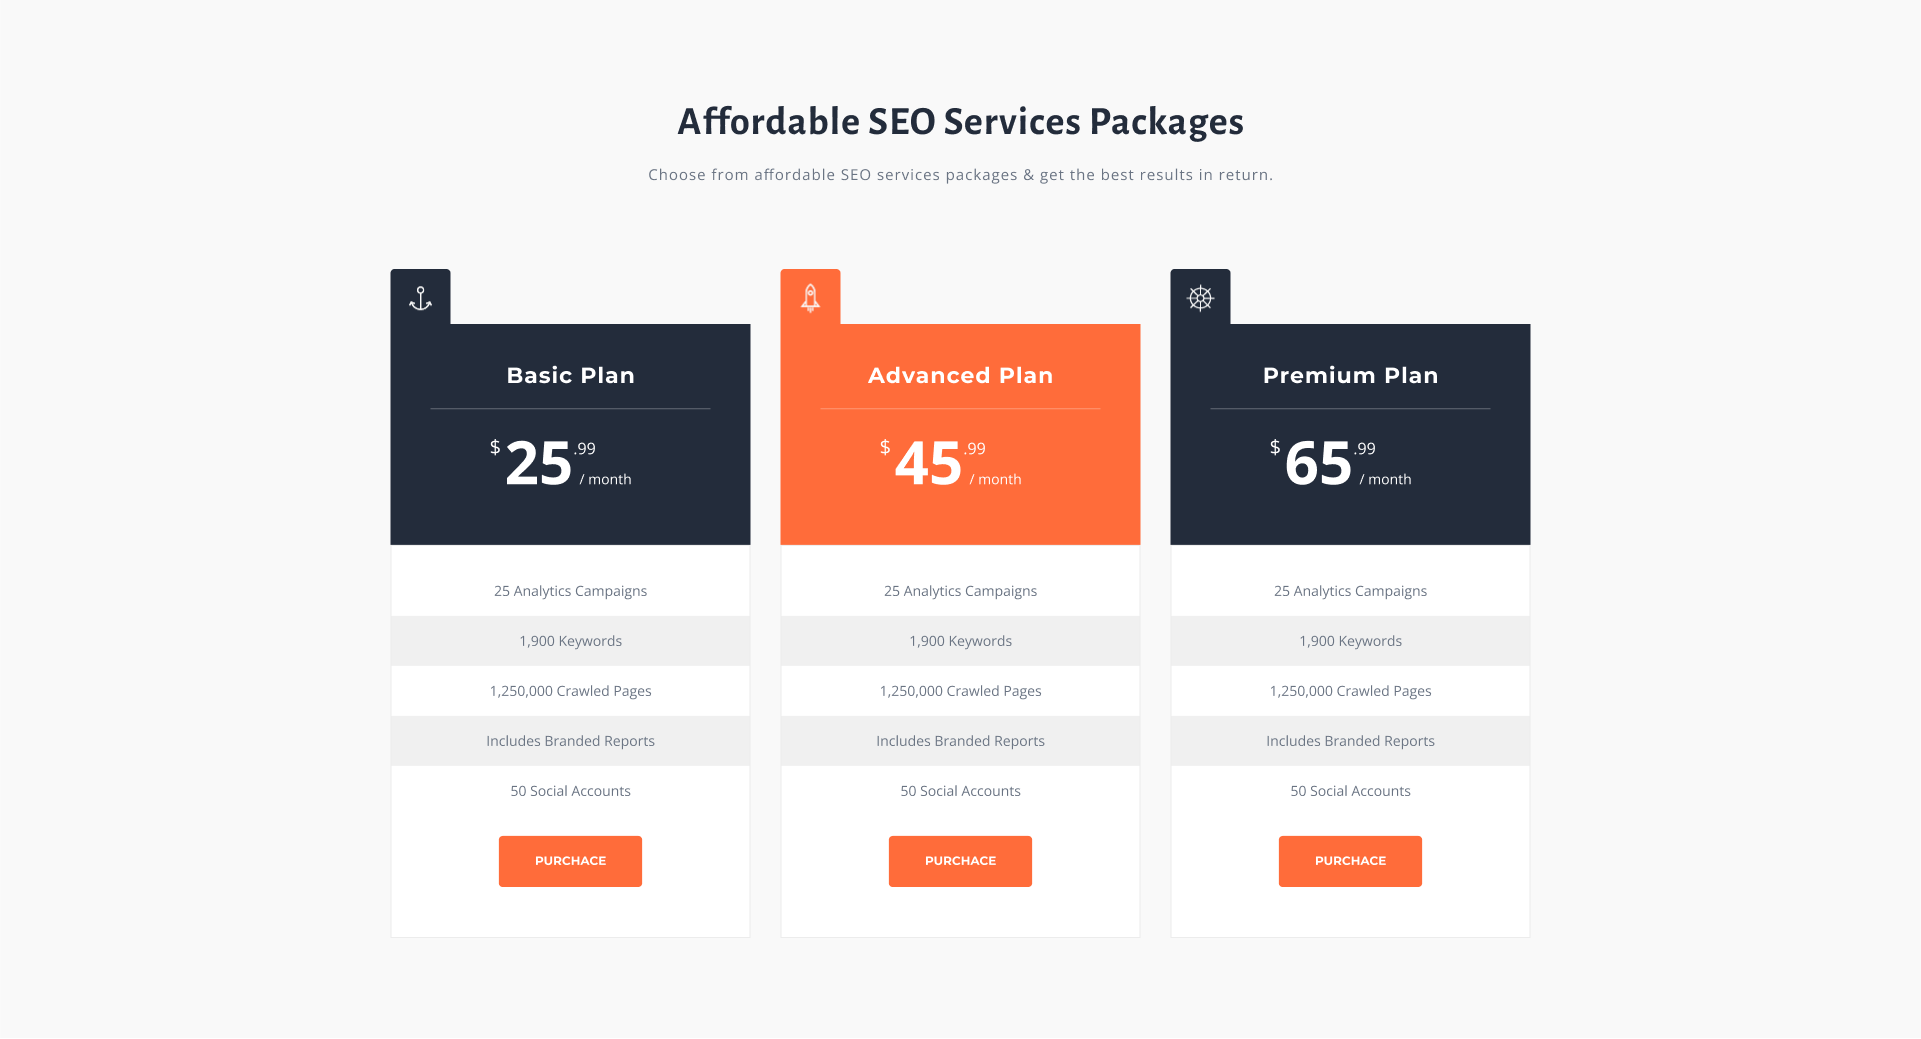 Affordable SEO Services Packages
Choose from affordable SEO services packages & get the best results in return.
Basic Plan
$ 25 .99 / month
25 Analytics Campaigns
1,900 Keywords
1,250,000 Crawled Pages
Includes Branded Reports
50 Social Accounts
PURCHACE
Advanced Plan
$ 45 .99 / month
25 Analytics Campaigns
1,900 Keywords
1,250,000 Crawled Pages
Includes Branded Reports
50 Social Accounts
PURCHACE
Premium Plan
$ 65 .99 / month
25 Analytics Campaigns
1,900 Keywords
1,250,000 Crawled Pages
Includes Branded Reports
50 Social Accounts
PURCHACE